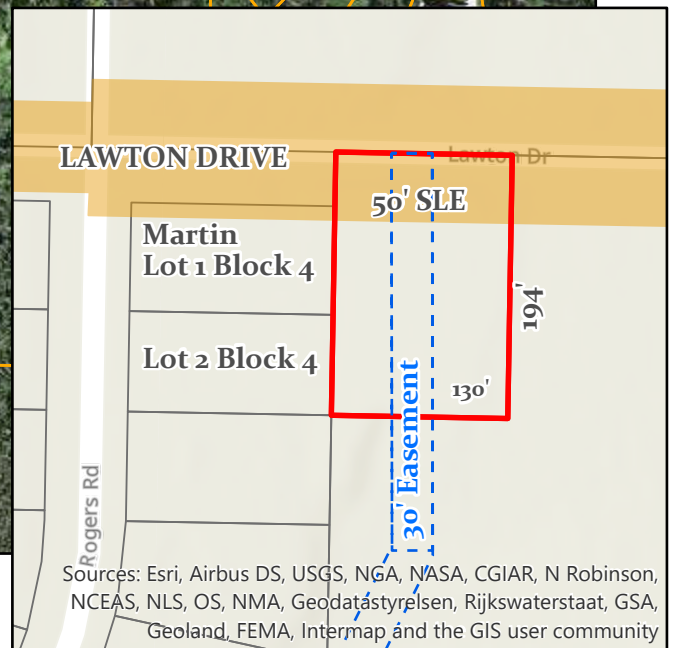 LAWTON DRIVE
Lawton Dr
50' SLE
Martin
Lot 1 Block 4
194'
Lot 2 Block 4
130'
30' Easement
Rogers Rd
Sources: Esri, Airbus DS, USGS, NGA, NASA, CGIAR, N Robinson,
NCEAS, NLS, OS, NMA, Geodatastyrelsen, Rijkswaterstaat, GSA,
Geoland, FEMA, Intermap and the GIS user community